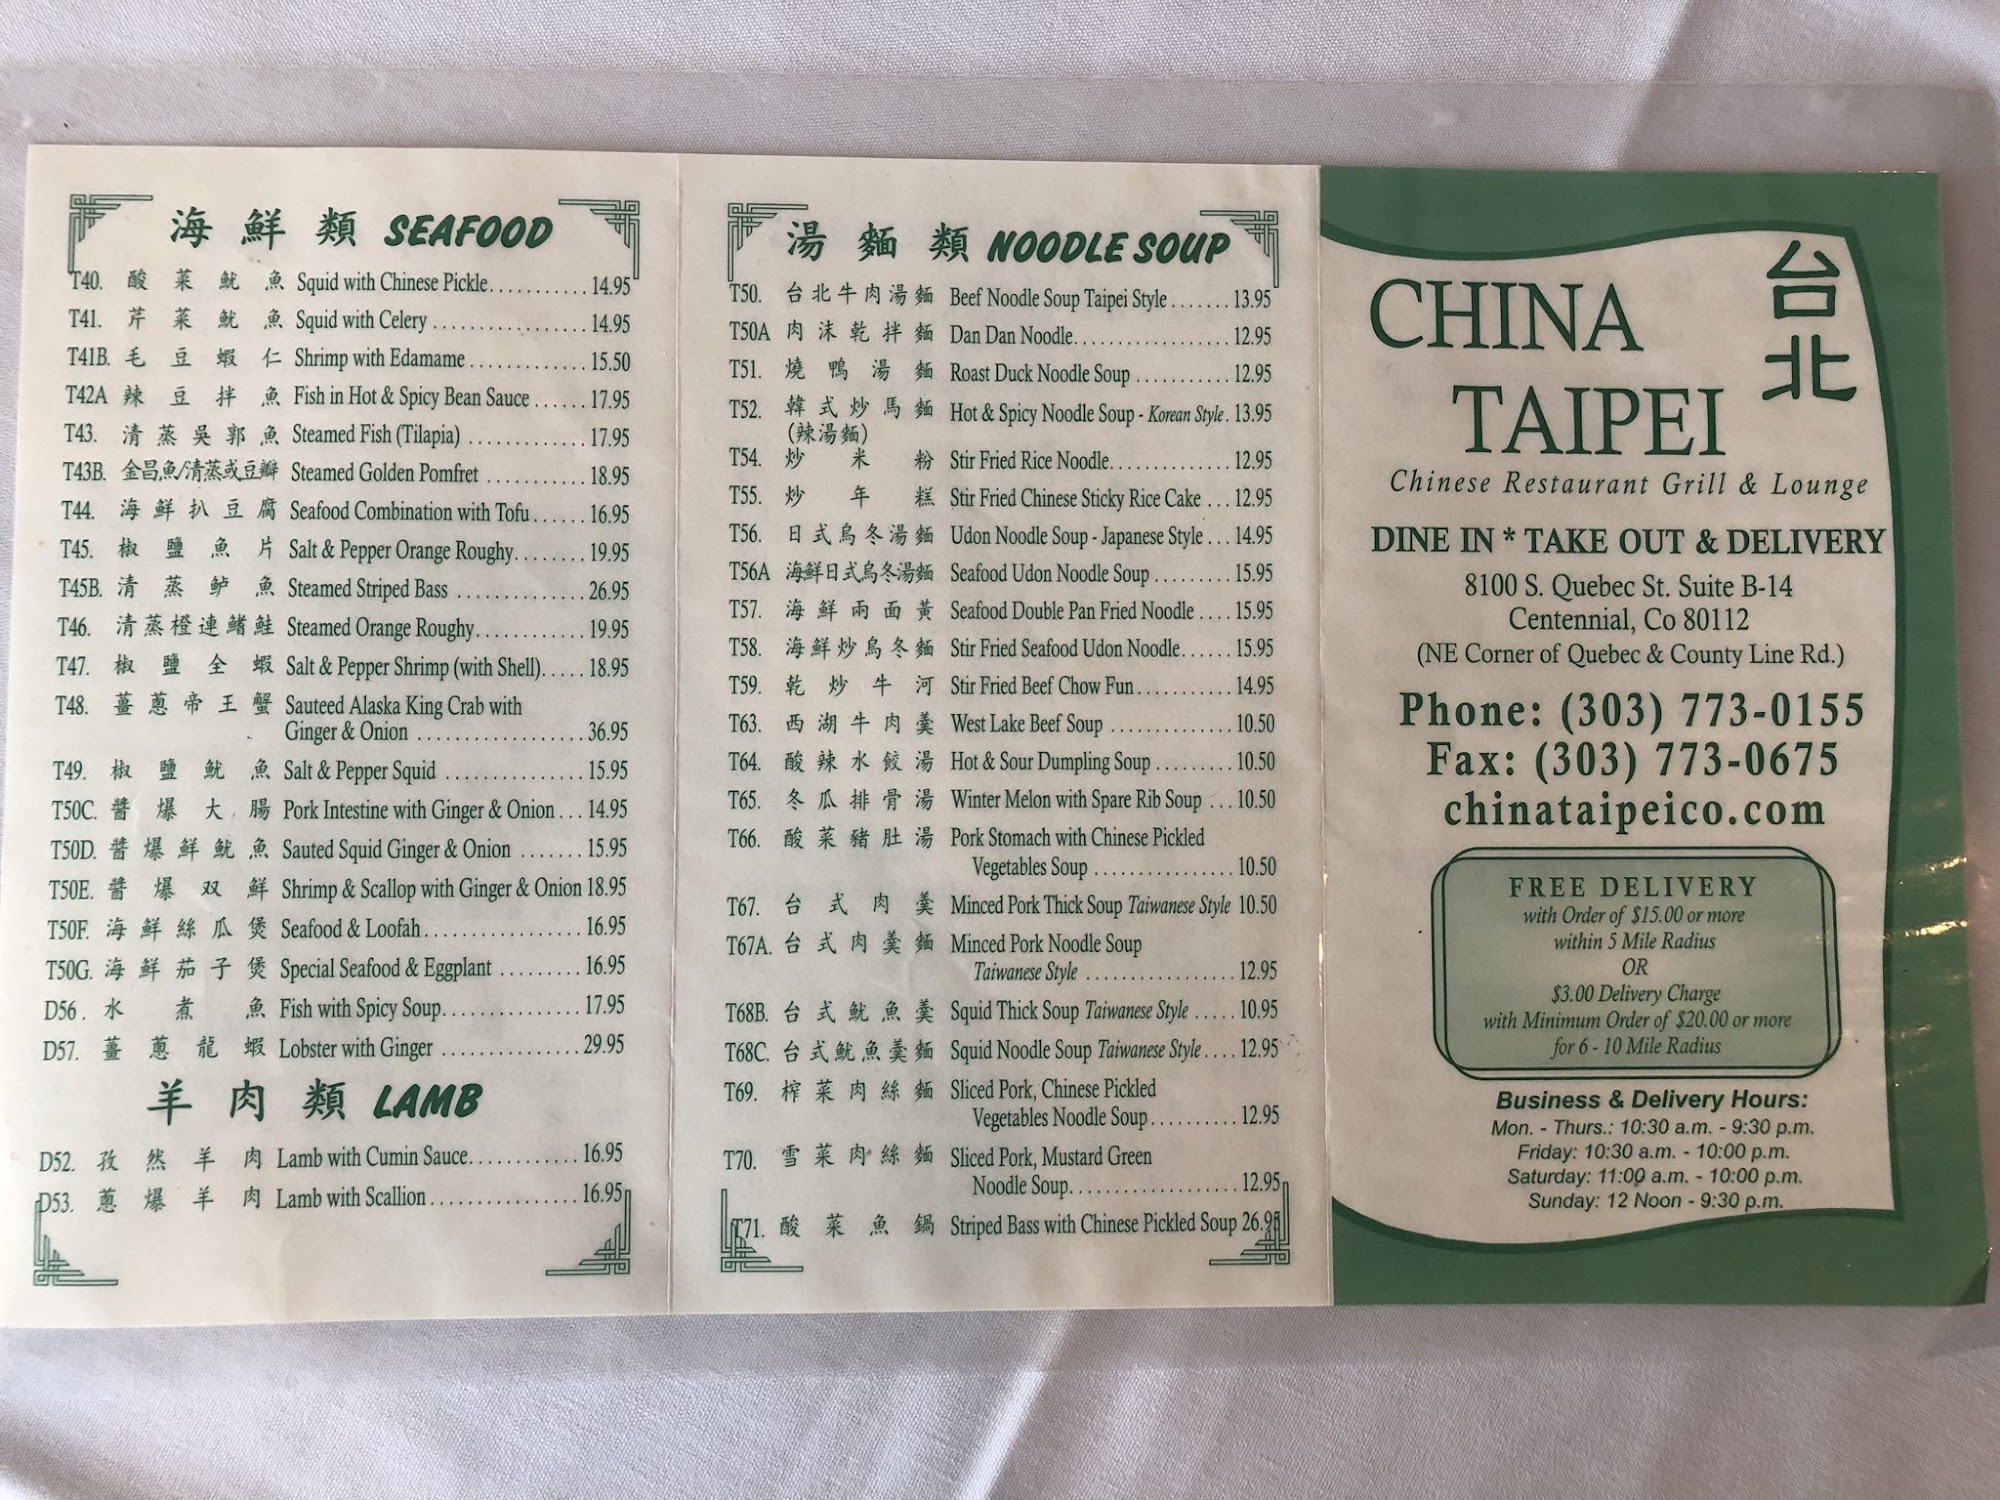 海鮮類 SEAFOOD
T40. 酸菜魷魚 Squid with Chinese Pickle........... 14.95
T41. 芹菜魷魚 Squid with Celery ................. 14.95
T41B. 毛豆蝦仁 Shrimp with Edamame ............. 15.50
T42A 辣豆拌魚 Fish in Hot & Spicy Bean Sauce ...... 17.95
T43. 清蒸吳郭魚 Steamed Fish (Tilapia) ............. 17.95
T43B. 金昌魚/清蒸或豆瓣 Steamed Golden Pomfret ........... 18.95
T44. 海鮮扒豆腐 Seafood Combination with Tofu...... 16.95
T45. 椒鹽魚片 Salt & Pepper Orange Roughy........ 19.95
T45B. 清蒸鲈魚 Steamed Striped Bass .............. 26.95
T46. 清蒸橙連鰭鮭 Steamed Orange Roughy............ 19.95
T47. 椒鹽全蝦 Salt & Pepper Shrimp (with Shell)..... 18.95
T48. 薑蔥帝王蟹 Sauteed Alaska King Crab with
Ginger & Onion ................... 36.95
T49. 椒鹽魷魚 Salt & Pepper Squid ............... 15.95
T50C. 醬爆大腸 Pork Intestine with Ginger & Onion... 14.95
T50D. 醬爆鮮魷魚 Sauted Squid Ginger & Onion ....... 15.95
T50E. 醬爆双鮮 Shrimp & Scallop with Ginger & Onion 18.95
T50F. 海鮮絲瓜煲 Seafood & Loofah................. 16.95
T50G. 海鮮茄子煲 Special Seafood & Eggplant ......... 16.95
D56. 水煮魚 Fish with Spicy Soup............... 17.95
D57. 薑蔥龍蝦 Lobster with Ginger ............... 29.95
羊肉類 LAMB
D52. 孜然羊肉 Lamb with Cumin Sauce............ 16.95
D53. 蔥爆羊肉 Lamb with Scallion ................ 16.95
湯麵類 NOODLE SOUP
T50. 台北牛肉湯麵 Beef Noodle Soup Taipei Style ....... 13.95
T50A 肉沫乾拌麵 Dan Dan Noodle.................. 12.95
T51. 燒鴨湯麵 Roast Duck Noodle Soup ........... 12.95
T52. 韓式炒馬麵 Hot & Spicy Noodle Soup - Korean Style. 13.95
(辣湯麵)
T54. 炒米粉 Stir Fried Rice Noodle.............. 12.95
T55. 炒年糕 Stir Fried Chinese Sticky Rice Cake ... 12.95
T56. 日式烏冬湯麵 Udon Noodle Soup - Japanese Style ... 14.95
T56A 海鮮日式烏冬湯麵 Seafood Udon Noodle Soup ......... 15.95
T57. 海鮮兩面黃 Seafood Double Pan Fried Noodle .... 15.95
T58. 海鮮炒烏冬麵 Stir Fried Seafood Udon Noodle...... 15.95
T59. 乾炒牛河 Stir Fried Beef Chow Fun........... 14.95
T63. 西湖牛肉羹 West Lake Beef Soup .............. 10.50
T64. 酸辣水餃湯 Hot & Sour Dumpling Soup ......... 10.50
T65. 冬瓜排骨湯 Winter Melon with Spare Rib Soup ... 10.50
T66. 酸菜豬肚湯 Pork Stomach with Chinese Pickled
Vegetables Soup ................ 10.50
T67. 台式肉羹 Minced Pork Thick Soup Taiwanese Style 10.50
T67A. 台式肉羹麵 Minced Pork Noodle Soup
Taiwanese Style ................. 12.95
T68B. 台式魷魚羹 Squid Thick Soup Taiwanese Style ..... 10.95
T68C. 台式魷魚羹麵 Squid Noodle Soup Taiwanese Style .... 12.95
T69. 榨菜肉絲麵 Sliced Pork, Chinese Pickled
Vegetables Noodle Soup.......... 12.95
T70. 雪菜肉絲麵 Sliced Pork, Mustard Green
Noodle Soup................... 12.95
T71. 酸菜魚鍋 Striped Bass with Chinese Pickled Soup 26.95
台北
CHINA
TAIPEI
Chinese Restaurant Grill & Lounge
DINE IN * TAKE OUT & DELIVERY
8100 S. Quebec St. Suite B-14
Centennial, Co 80112
(NE Corner of Quebec & County Line Rd.)
Phone: (303) 773-0155
Fax: (303) 773-0675
chinataipeico.com
FREE DELIVERY
with Order of $15.00 or more
within 5 Mile Radius
OR
$3.00 Delivery Charge
with Minimum Order of $20.00 or more
for 6 - 10 Mile Radius
Business & Delivery Hours:
Mon. - Thurs.: 10:30 a.m. - 9:30 p.m.
Friday: 10:30 a.m. - 10:00 p.m.
Saturday: 11:00 a.m. - 10:00 p.m.
Sunday: 12 Noon - 9:30 p.m.